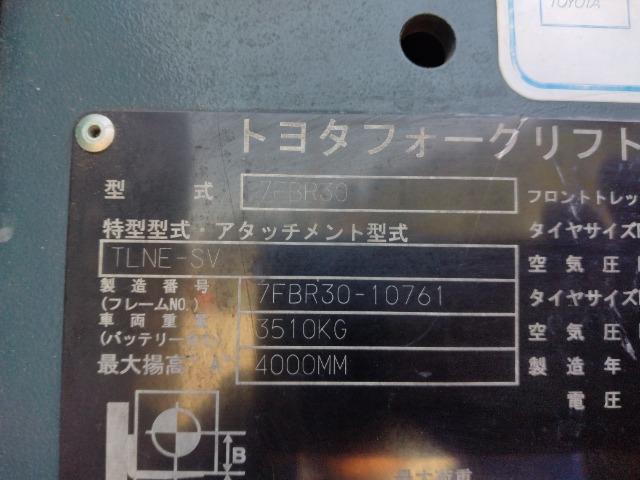 TOYOTA
トヨタフォークリフト
型 式 7FBR30 フロントトレッ
特型型式・アタッチメント型式 タイヤサイズ
TLNE-SV 空気圧
製造番号 (フレームNO.) 7FBR30-10761 タイヤサイズ
車両重量 (バッテリー 3510KG 空気圧
最大揚高 4000MM 製造年
電圧
B
最大荷重